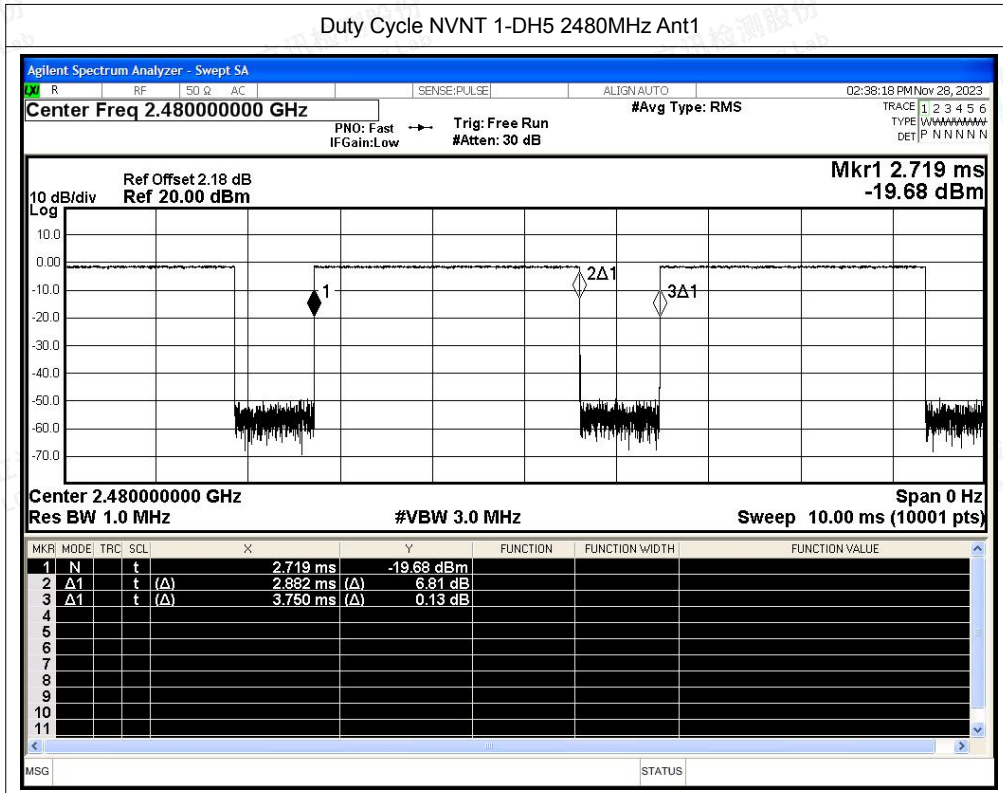 Duty Cycle NVNT 1-DH5 2480MHz Ant1
Agilent Spectrum Analyzer - Swept SA
LXI R RF 50 Ω AC SENSE:PULSE ALIGN AUTO 02:38:18 PM Nov 28, 2023
Center Freq 2.480000000 GHz #Avg Type: RMS TRACE 1 2 3 4 5 6
PNO: Fast Trig: Free Run TYPE WWWWWW
IFGain:Low #Atten: 30 dB DET P N N N N N
Mkr1 2.719 ms
Ref Offset 2.18 dB -19.68 dBm
10 dB/div Ref 20.00 dBm
Log
10.0
0.00
2Δ1
-10.0 1 3Δ1
-20.0
-30.0
-40.0
-50.0
-60.0
-70.0
Center 2.480000000 GHz Span 0 Hz
Res BW 1.0 MHz #VBW 3.0 MHz Sweep 10.00 ms (10001 pts)
MKR MODE TRC SCL X Y FUNCTION FUNCTION WIDTH FUNCTION VALUE
1 N t 2.719 ms -19.68 dBm
2 Δ1 t (Δ) 2.882 ms (Δ) 6.81 dB
3 Δ1 t (Δ) 3.750 ms (Δ) 0.13 dB
4
5
6
7
8
9
10
11
MSG STATUS